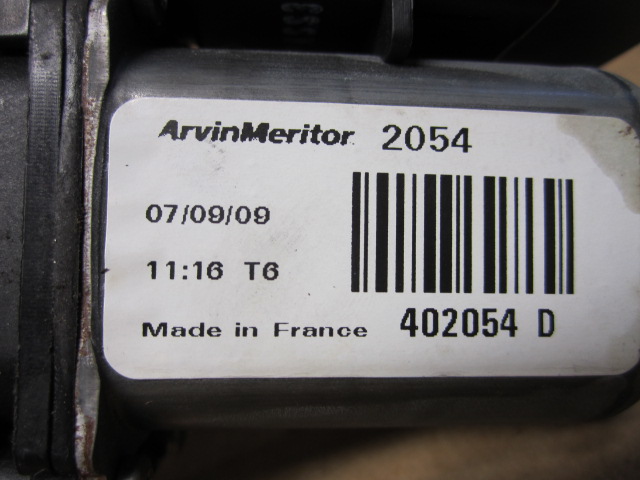 ArvinMeritor 2054
07/09/09
11:16 T6
402054 D
Made in France